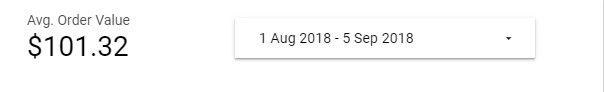 Avg. Order Value
$101.32
1 Aug 2018 - 5 Sep 2018